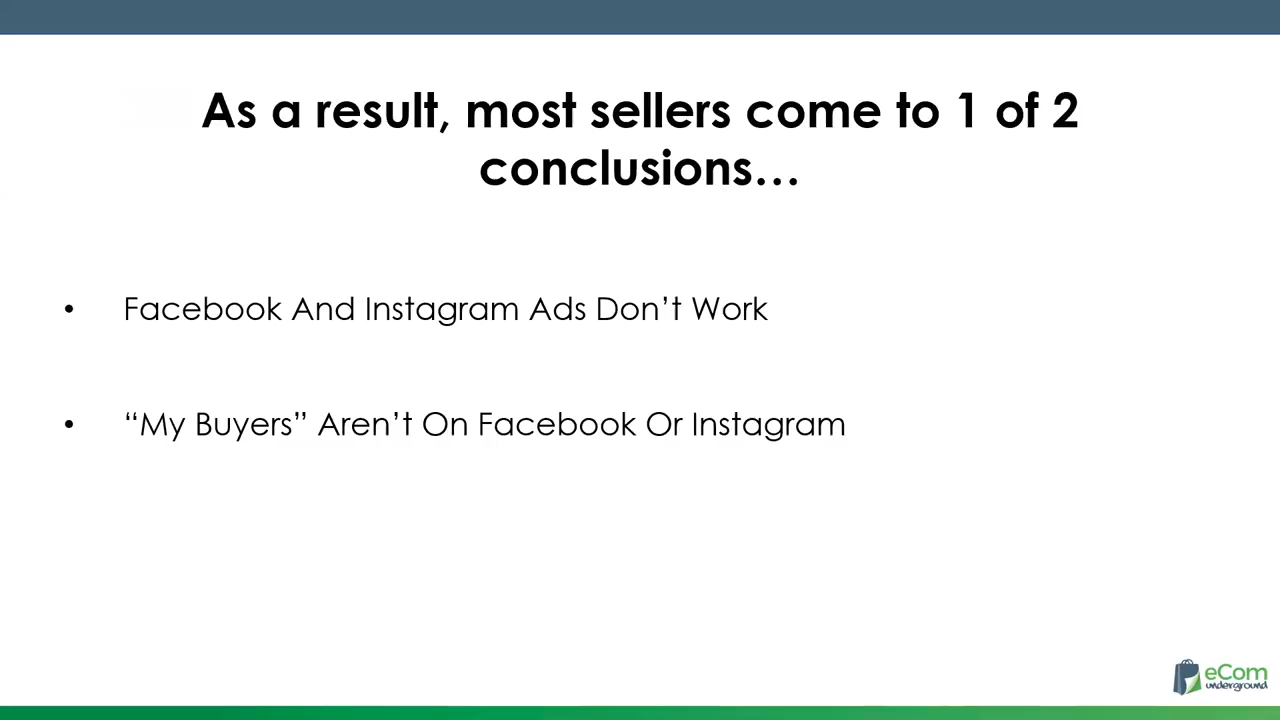 As a result, most sellers come to 1 of 2
conclusions…
• Facebook And Instagram Ads Don’t Work
• “My Buyers” Aren’t On Facebook Or Instagram
eCom
underground